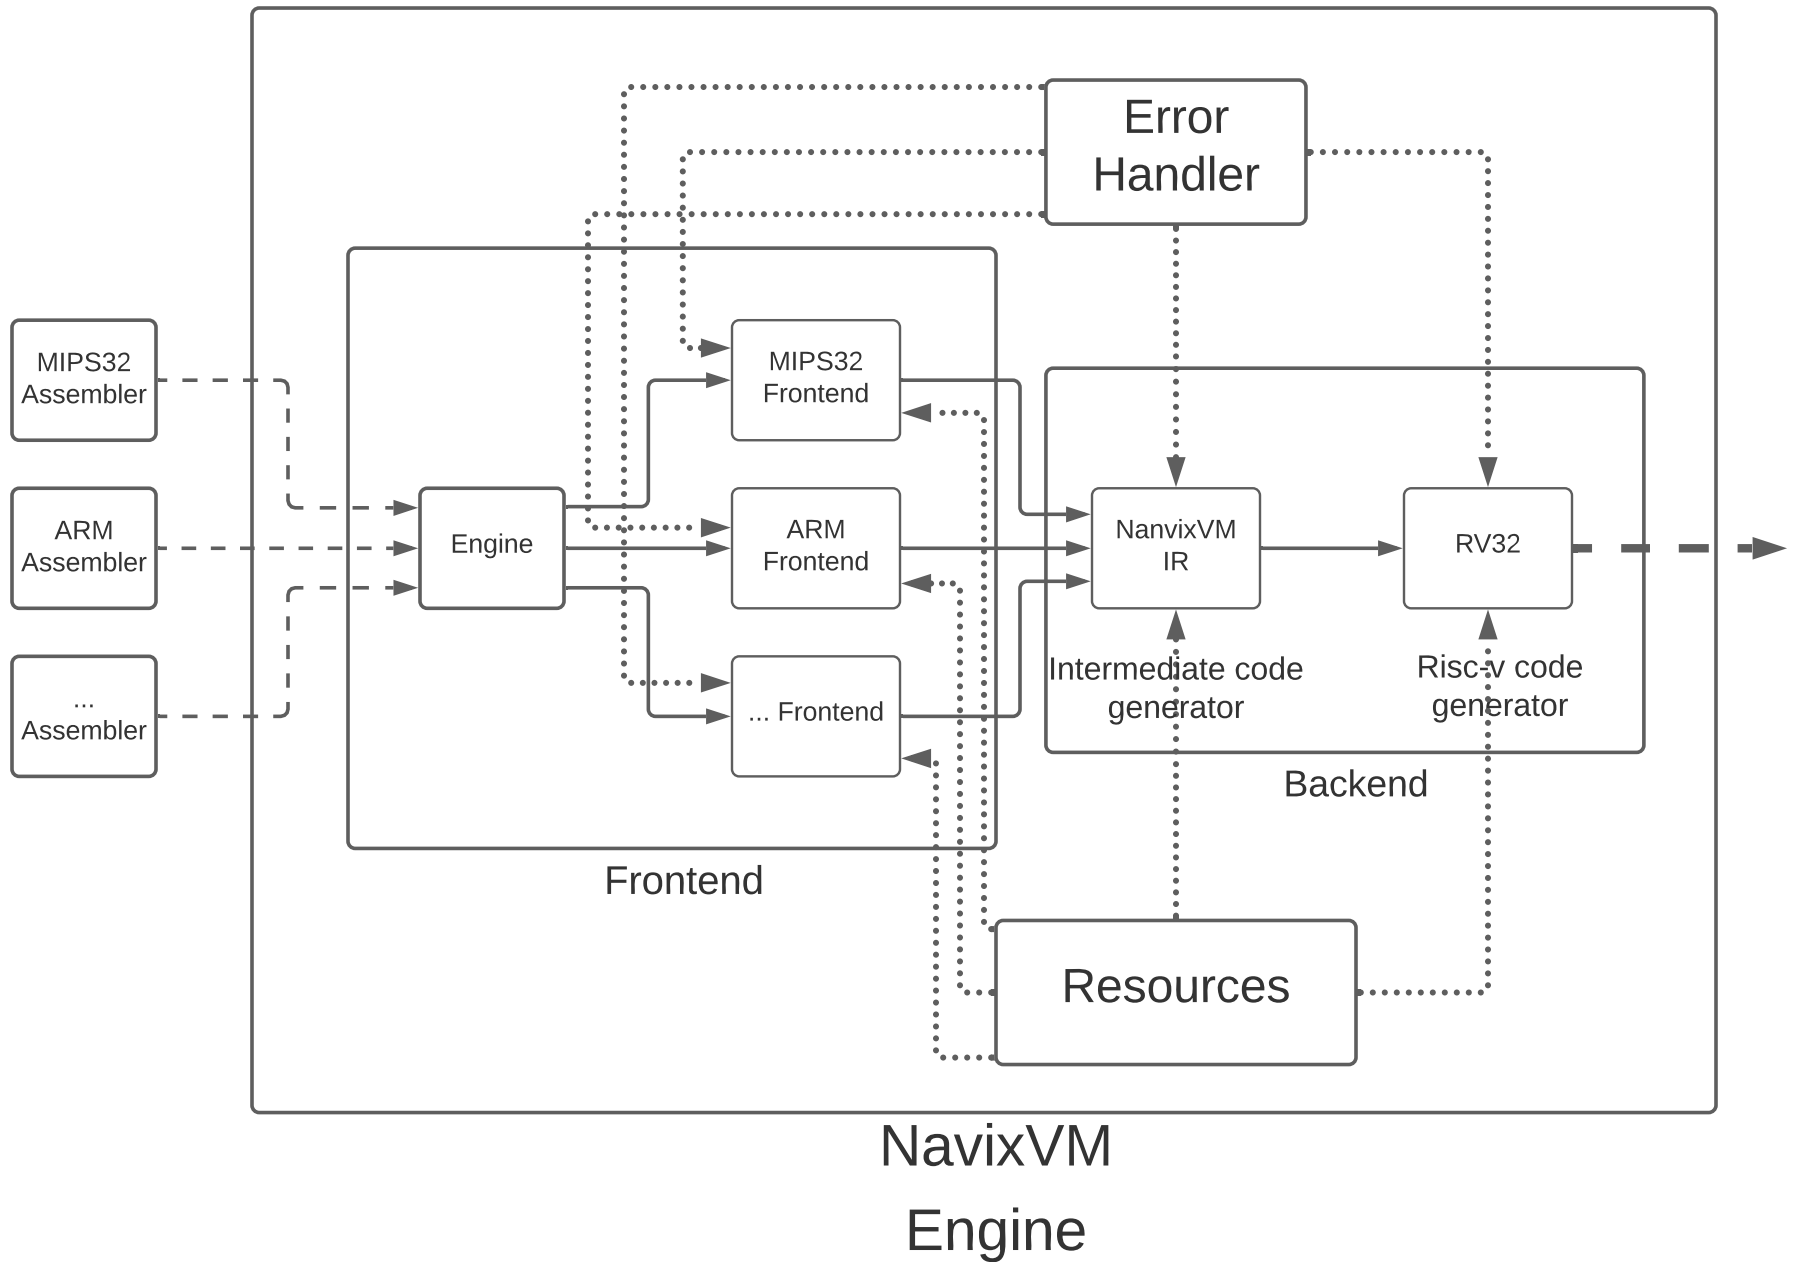 Error
Handler
MIPS32
Assembler
MIPS32
Frontend
ARM
Assembler
Engine
ARM
Frontend
NanvixVM
IR
RV32
Intermediate code
generator
Risc-v code
generator
...
Assembler
... Frontend
Backend
Frontend
Resources
NavixVM
Engine